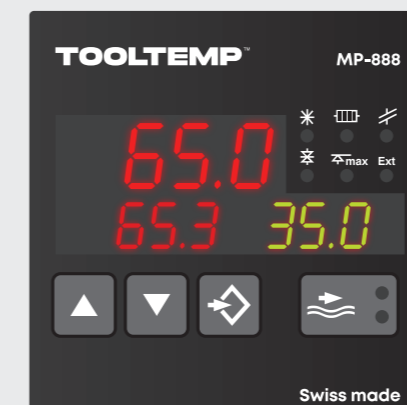 TOOLTEMP™
MP-888
65.0
max Ext
65.3 35.0
Swiss made